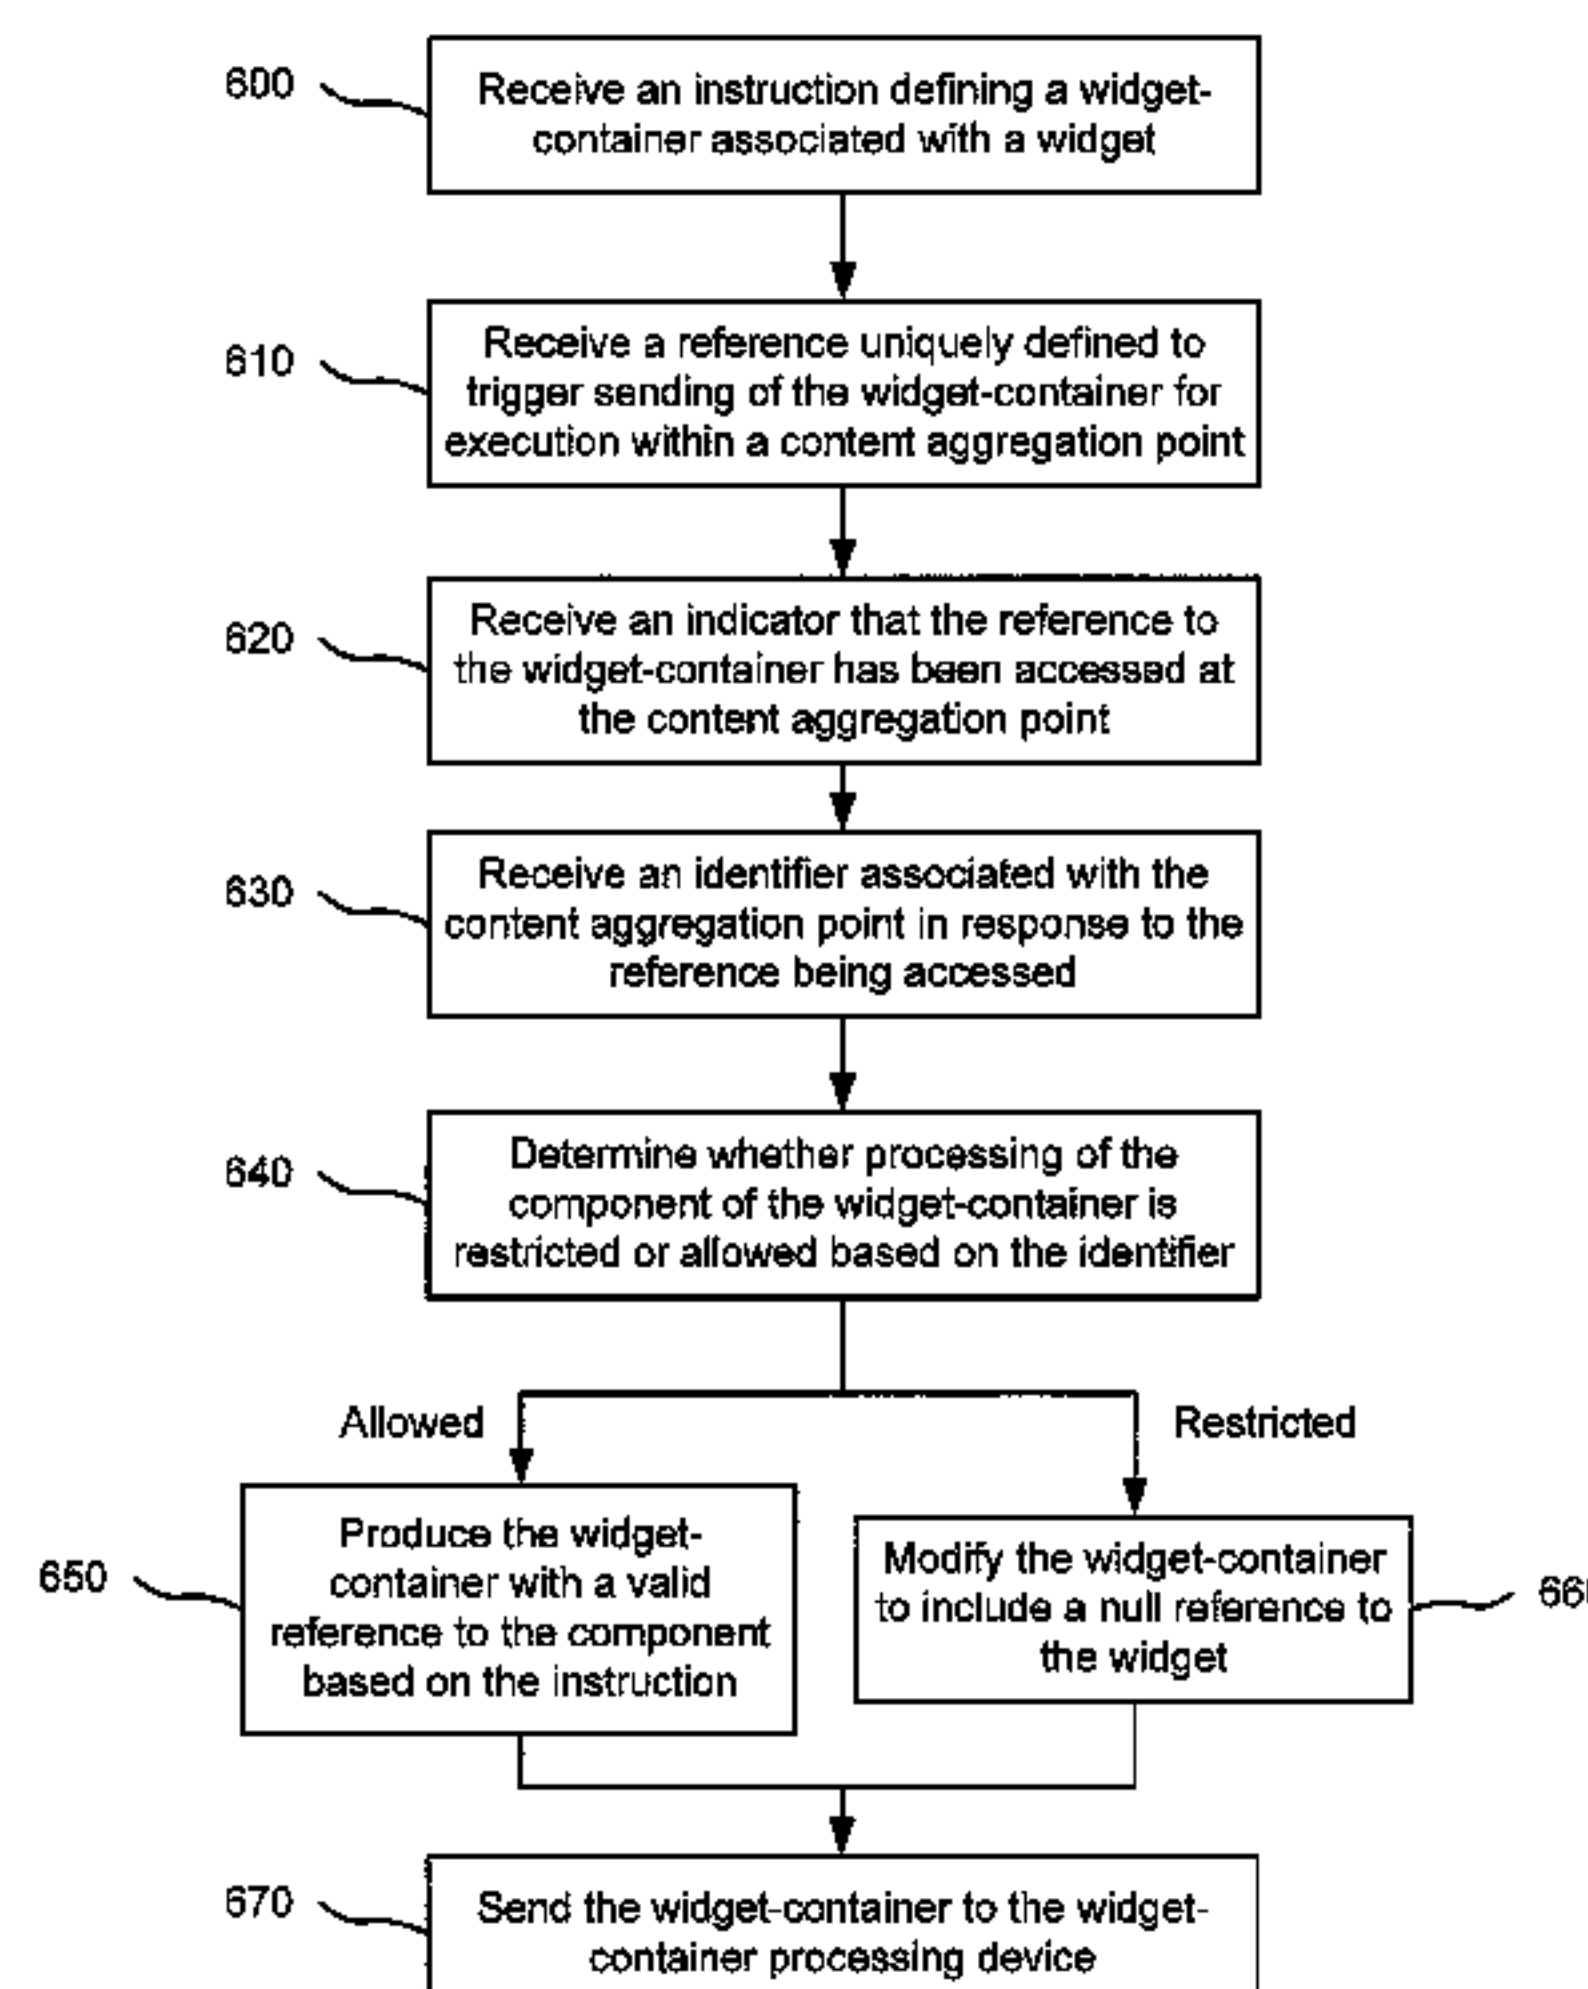 600
Receive an instruction defining a widget-
container associated with a widget
610
Receive a reference uniquely defined to
trigger sending of the widget-container for
execution within a content aggregation point
620
Receive an indicator that the reference to
the widget-container has been accessed at
the content aggregation point
630
Receive an identifier associated with the
content aggregation point in response to the
reference being accessed
640
Determine whether processing of the
component of the widget-container is
restricted or allowed based on the identifier
Allowed
Restricted
650
Produce the widget-
container with a valid
reference to the component
based on the instruction
Modify the widget-container
to include a null reference to
the widget
670
Send the widget-container to the widget-
container processing device